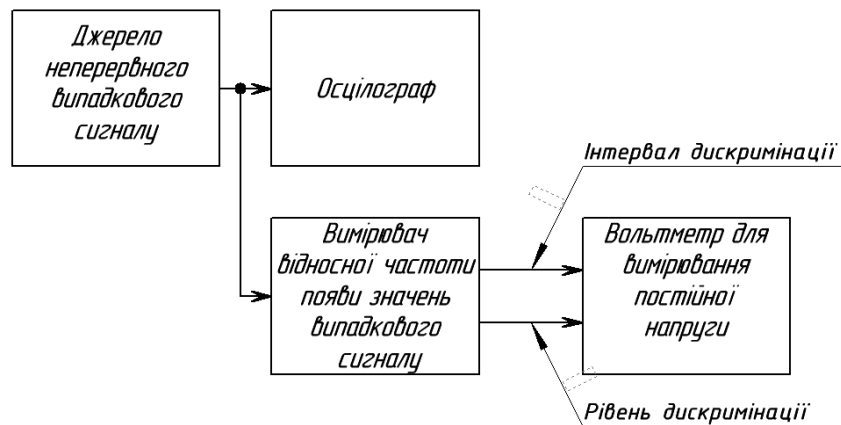 Джерело
неперервного
випадкового
сигналу
Осцілограф
Інтервал дискримінації
Вимірювач
відносної частоти
появи значень
випадкового
сигналу
Вольтметр для
вимірювання
постійної
напруги
Рівень дискримінації